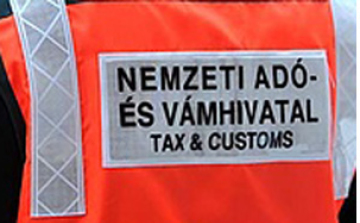 NEMZETI ADÓ-
ÉS VÁMHIVATAL
TAX & CUSTOMS